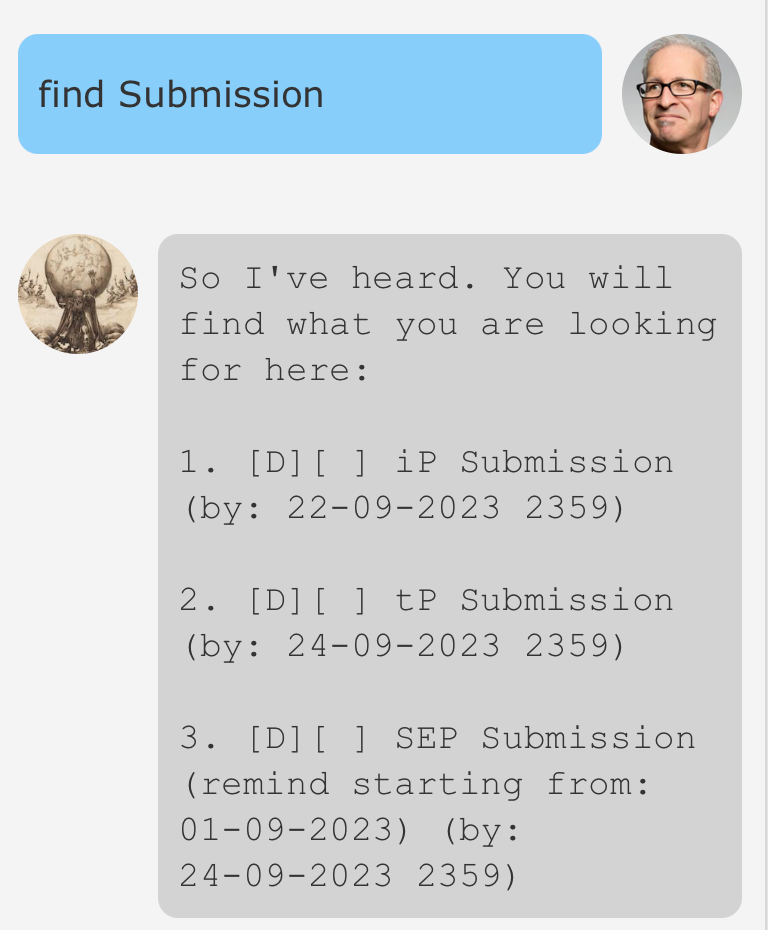 find Submission
So I've heard. You will
find what you are looking
for here:
1. [D][ ] iP Submission
(by: 22-09-2023 2359)
2. [D][ ] tP Submission
(by: 24-09-2023 2359)
3. [D][ ] SEP Submission
(remind starting from:
01-09-2023) (by:
24-09-2023 2359)